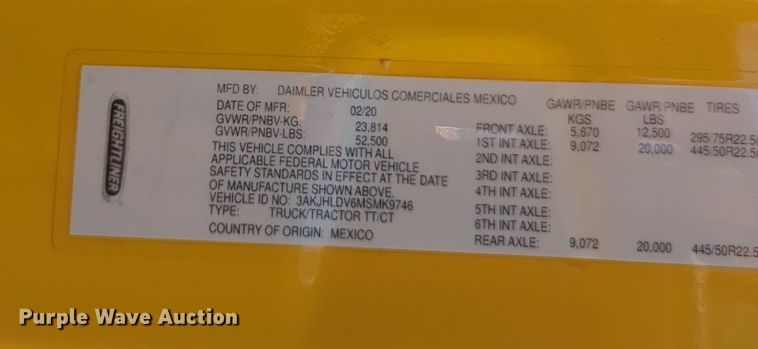 FREIGHTLINER
MFD BY: DAIMLER VEHICULOS COMERCIALES MEXICO
DATE OF MFR: 02/20
GVWR/PNBV-KG: 23,814
GVWR/PNBV-LBS: 52,500
THIS VEHICLE COMPLIES WITH ALL
APPLICABLE FEDERAL MOTOR VEHICLE
SAFETY STANDARDS IN EFFECT AT THE DATE
OF MANUFACTURE SHOWN ABOVE.
VEHICLE ID NO: 3AKJHLDV6MSMK9746
TYPE: TRUCK/TRACTOR TT/CT
COUNTRY OF ORIGIN: MEXICO
GAWR/PNBE GAWR/PNBE TIRES
KGS LBS
FRONT AXLE: 5,670 12,500 295/75R22.5
1ST INT AXLE: 9,072 20,000 445/50R22.5
2ND INT AXLE:
3RD INT AXLE:
4TH INT AXLE:
5TH INT AXLE:
6TH INT AXLE:
REAR AXLE: 9,072 20,000 445/50R22.5
Purple Wave Auction